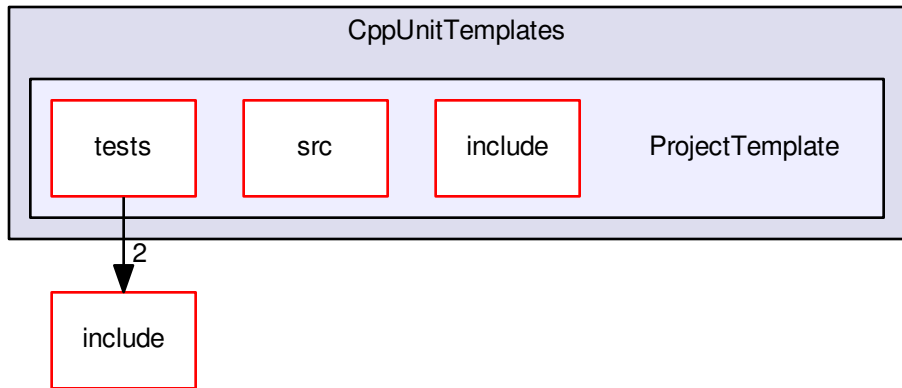 CppUnitTemplates
tests
src
include
ProjectTemplate
2
include